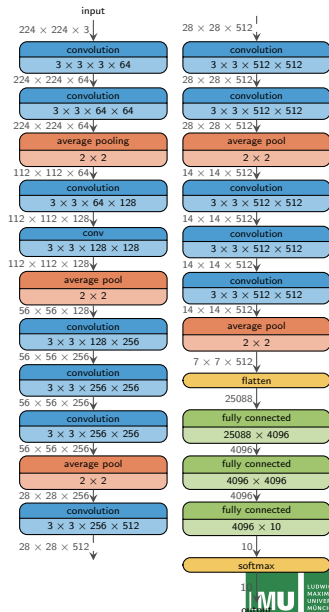 input
224 × 224 × 3
convolution
3 × 3 × 3 × 64
224 × 224 × 64
convolution
3 × 3 × 64 × 64
224 × 224 × 64
average pooling
2 × 2
112 × 112 × 64
convolution
3 × 3 × 64 × 128
112 × 112 × 128
conv
3 × 3 × 128 × 128
112 × 112 × 128
average pool
2 × 2
56 × 56 × 128
convolution
3 × 3 × 128 × 256
56 × 56 × 256
convolution
3 × 3 × 256 × 256
56 × 56 × 256
convolution
3 × 3 × 256 × 256
56 × 56 × 256
average pool
2 × 2
28 × 28 × 256
convolution
3 × 3 × 256 × 512
28 × 28 × 512
28 × 28 × 512
convolution
3 × 3 × 512 × 512
28 × 28 × 512
convolution
3 × 3 × 512 × 512
28 × 28 × 512
average pool
2 × 2
14 × 14 × 512
convolution
3 × 3 × 512 × 512
14 × 14 × 512
convolution
3 × 3 × 512 × 512
14 × 14 × 512
convolution
3 × 3 × 512 × 512
14 × 14 × 512
average pool
2 × 2
7 × 7 × 512
flatten
25088
fully connected
25088 × 4096
4096
fully connected
4096 × 4096
4096
fully connected
4096 × 10
10
softmax
10
output
LMU
LUDWIG
MAXIM
UNIVER
MÜNCH